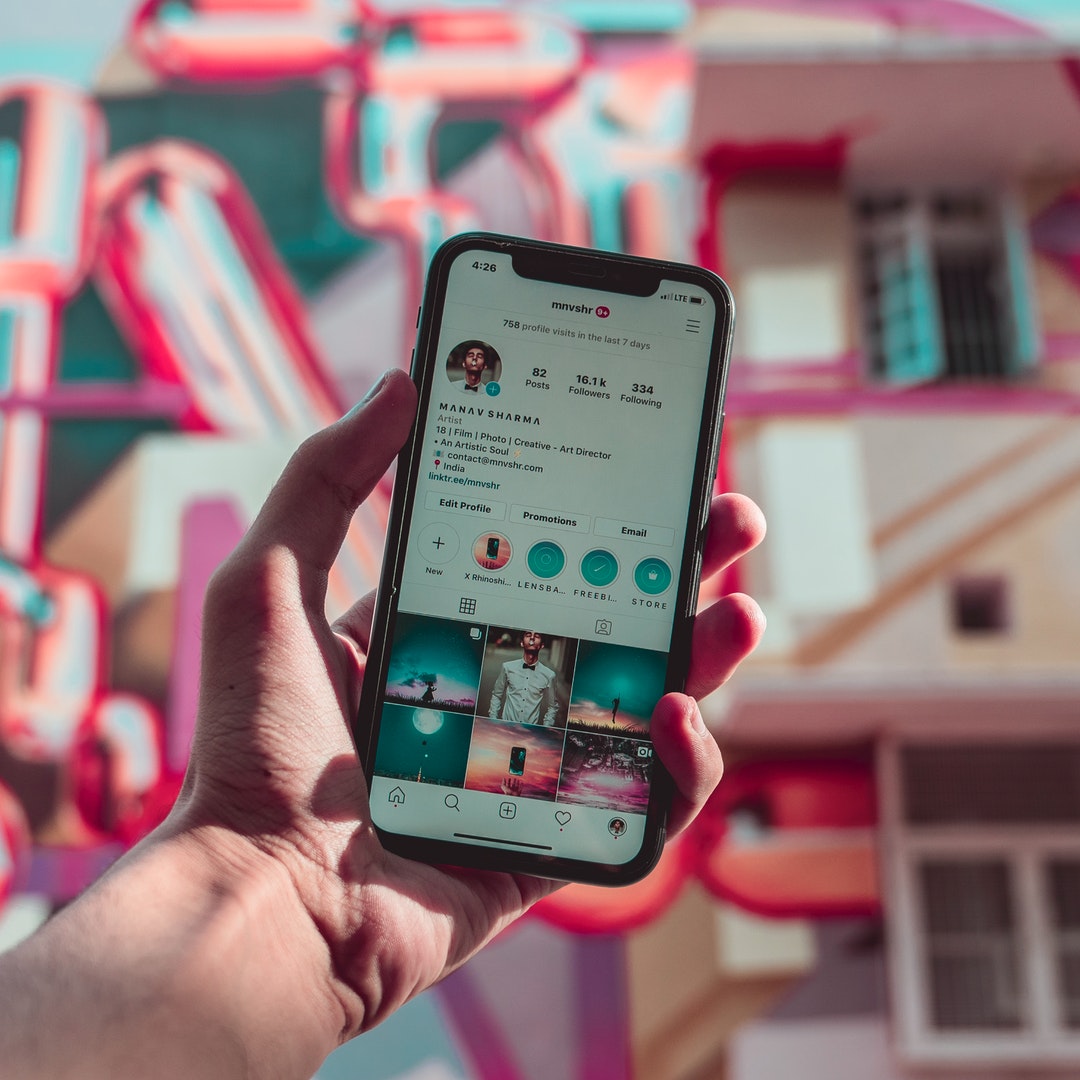 4:26
LTE
mnvshr 9+
758 profile visits in the last 7 days
82 16.1 k 334
Posts Followers Following
MANAV SHARMA
Artist
18 | Film | Photo | Creative - Art Director
• An Artistic Soul ⚡
📧 contact@mnvshr.com
📍 India
linktr.ee/mnvshr
Edit Profile Promotions Email
New X Rhinoshi... LENSBA... FREEBI... STORE